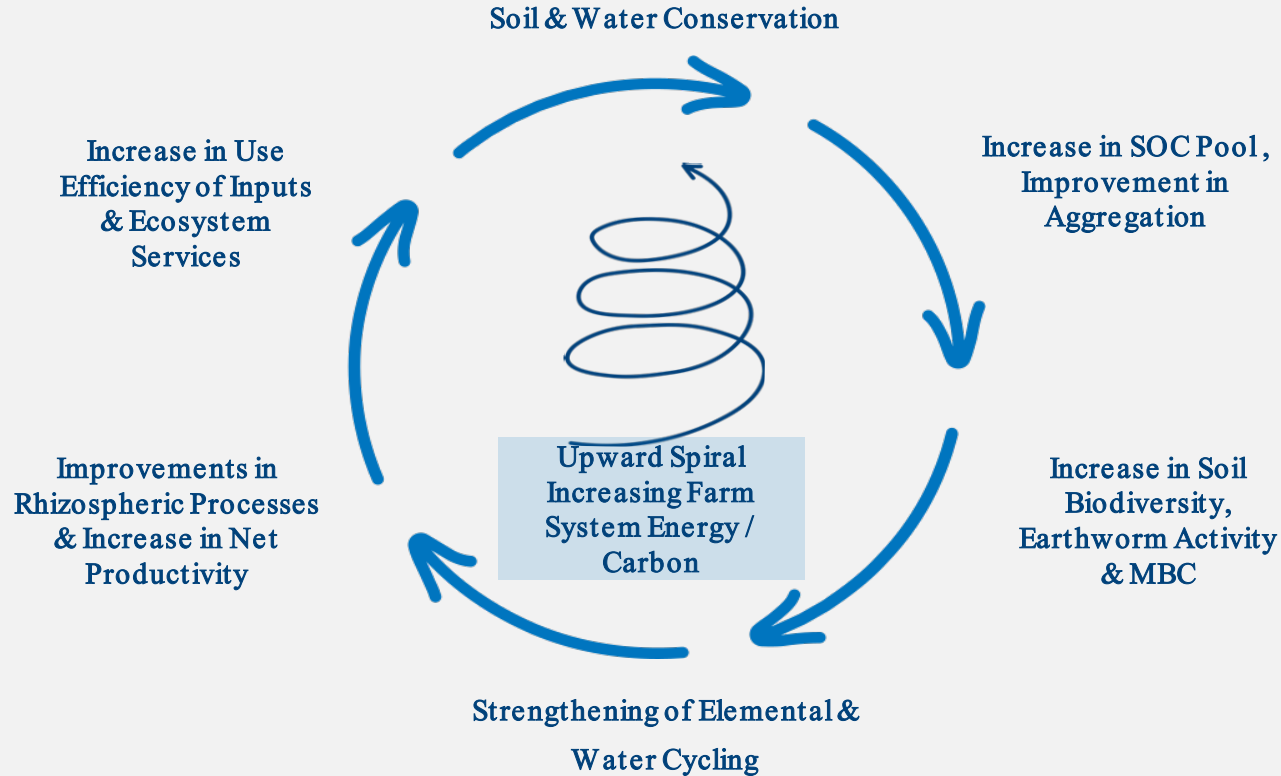 Soil & Water Conservation
Increase in SOC Pool,
Improvement in
Aggregation
Increase in Soil
Biodiversity,
Earthworm Activity
& MBC
Strengthening of Elemental &
Water Cycling
Improvements in
Rhizospheric Processes
& Increase in Net
Productivity
Increase in Use
Efficiency of Inputs
& Ecosystem
Services
Upward Spiral
Increasing Farm
System Energy /
Carbon